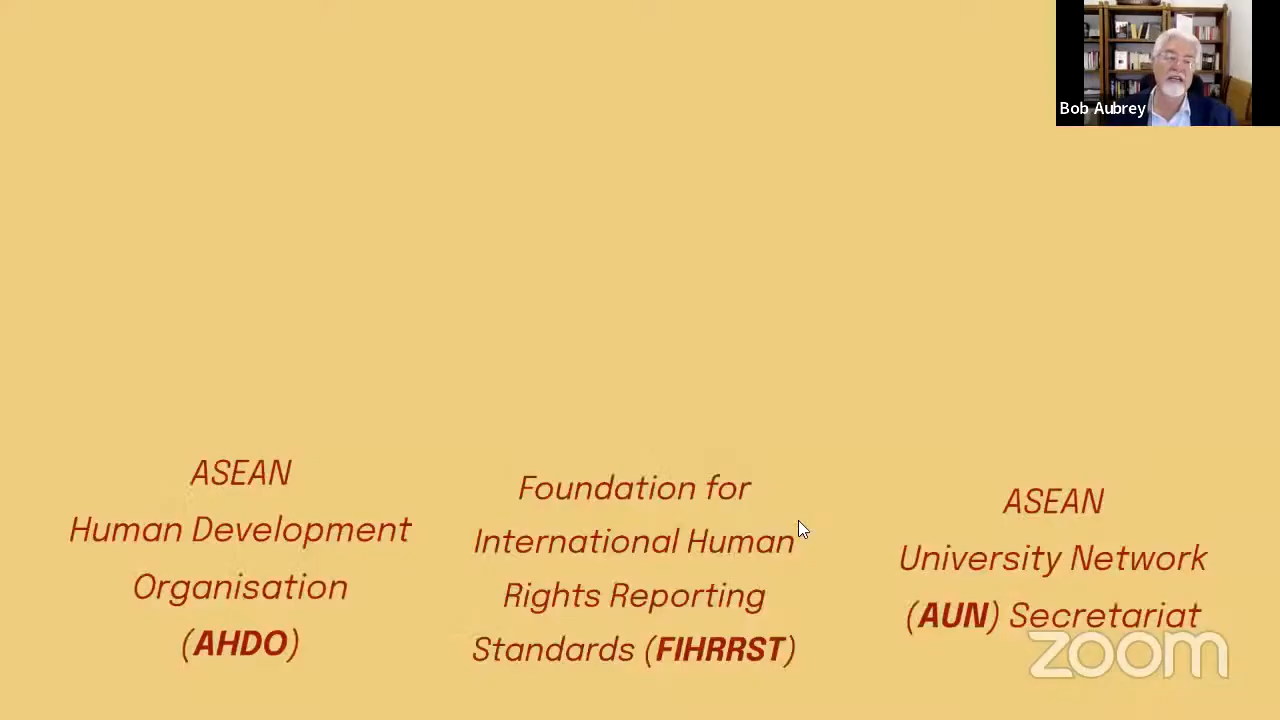 Bob Aubrey
ASEAN
Human Development
Organisation
(AHDO)
Foundation for
International Human
Rights Reporting
Standards (FIHRRST)
ASEAN
University Network
(AUN) Secretariat
zoom